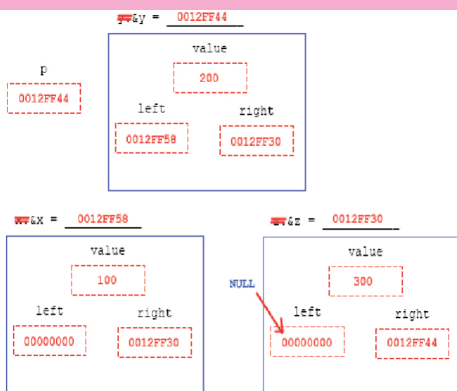 &y = 0012FF44
value
p
200
0012FF44
left right
0012FF58 0012FF30
&x = 0012FF58
&z = 0012FF30
value
100
left right
00000000 0012FF30
value
300
NULL
left right
00000000 0012FF44